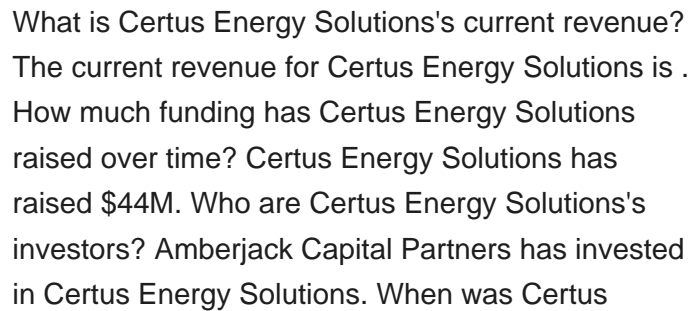 What is Certus Energy Solutions's current revenue?
The current revenue for Certus Energy Solutions is .
How much funding has Certus Energy Solutions
raised over time? Certus Energy Solutions has
raised $44M. Who are Certus Energy Solutions's
investors? Amberjack Capital Partners has invested
in Certus Energy Solutions. When was Certus